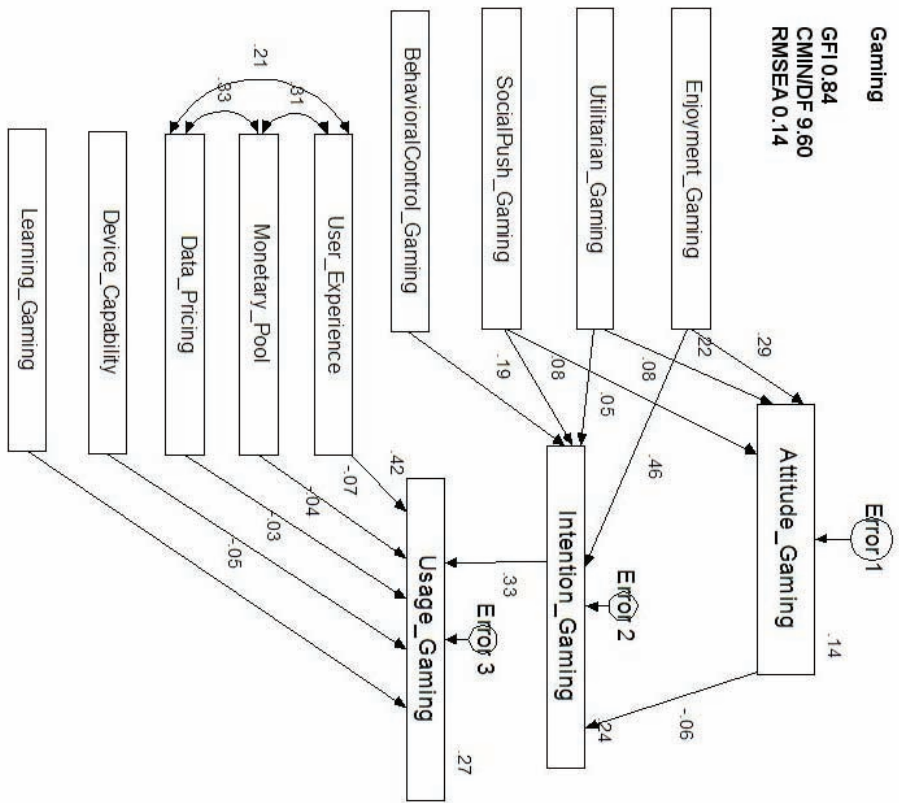 Gaming
GFI 0.84
CMIN/DF 9.60
RMSEA 0.14
Enjoyment_Gaming
Utilitarian_Gaming
SocialPush_Gaming
BehavioralControl_Gaming
User_Experience
Monetary_Pool
Data_Pricing
Device_Capability
Learning_Gaming
.21
.33
.31
.29
.22
.08
.05
.08
.19
.46
Attitude_Gaming
Error 1
.14
-.06
Intention_Gaming
Error 2
.24
.33
Usage_Gaming
Error 3
.27
.42
-.07
-.04
-.03
-.05